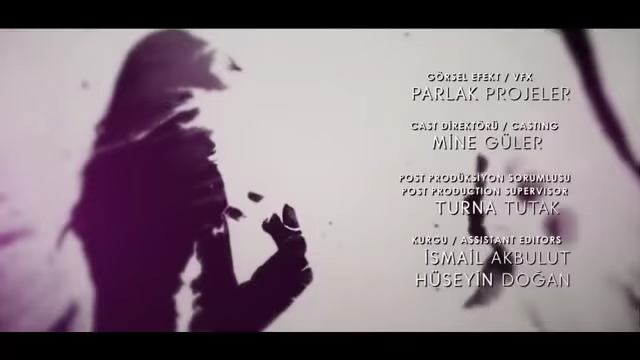 GÖRSEL EFEKT / VFX
PARLAK PROJELER
CAST DİREKTÖRÜ / CASTING
MİNE GÜLER
POST PRODÜKSİYON SORUMLUSU
POST PRODUCTION SUPERVISOR
TURNA TUTAK
KURGU / ASSISTANT EDITORS
İSMAİL AKBULUT
HÜSEYİN DOĞAN